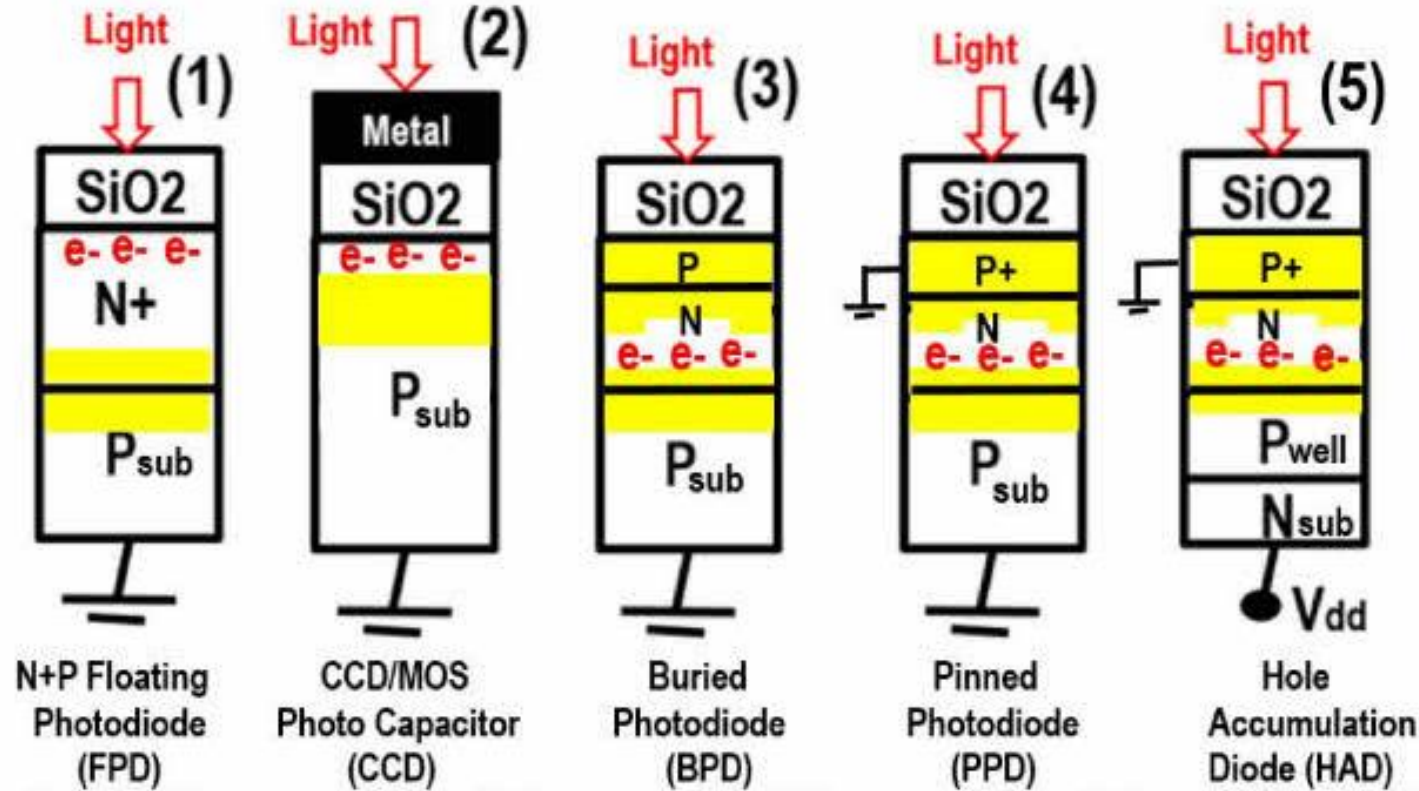 Light
(1)
SiO2
e- e- e-
N+
Psub
N+P Floating
Photodiode
(FPD)
Light
(2)
Metal
SiO2
e- e- e-
Psub
CCD/MOS
Photo Capacitor
(CCD)
Light
(3)
SiO2
P
N
e- e- e-
Psub
Buried
Photodiode
(BPD)
Light
(4)
SiO2
P+
N
e- e- e-
Psub
Pinned
Photodiode
(PPD)
Light
(5)
SiO2
P+
N
e- e- e-
Pwell
Nsub
Vdd
Hole
Accumulation
Diode (HAD)